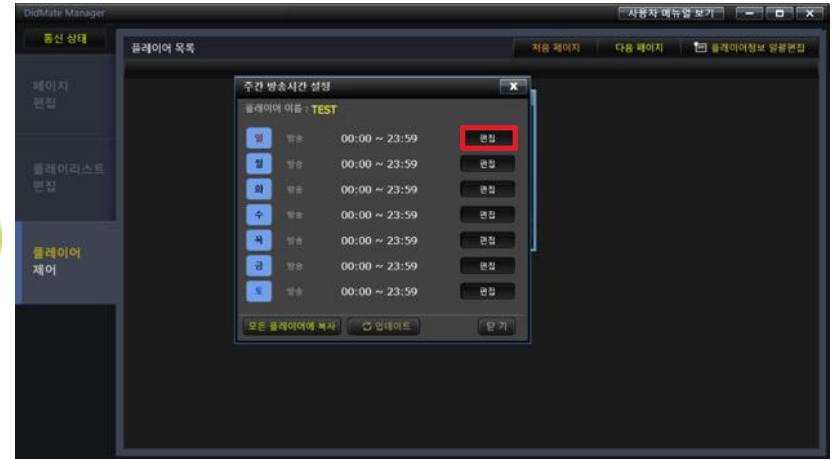 DidMate Manager 사용자 메뉴얼 보기
통신 상태
플레이어 목록 처음 페이지 다음 페이지 플레이어정보 일괄편집
페이지
편집
플레이리스트
편집
플레이어
제어
주간 방송시간 설정
플레이어 이름 : TEST
일 방송 00:00 ~ 23:59 편집
월 방송 00:00 ~ 23:59 편집
화 방송 00:00 ~ 23:59 편집
수 방송 00:00 ~ 23:59 편집
목 방송 00:00 ~ 23:59 편집
금 방송 00:00 ~ 23:59 편집
토 방송 00:00 ~ 23:59 편집
모든 플레이어에 복사 업데이트 닫기